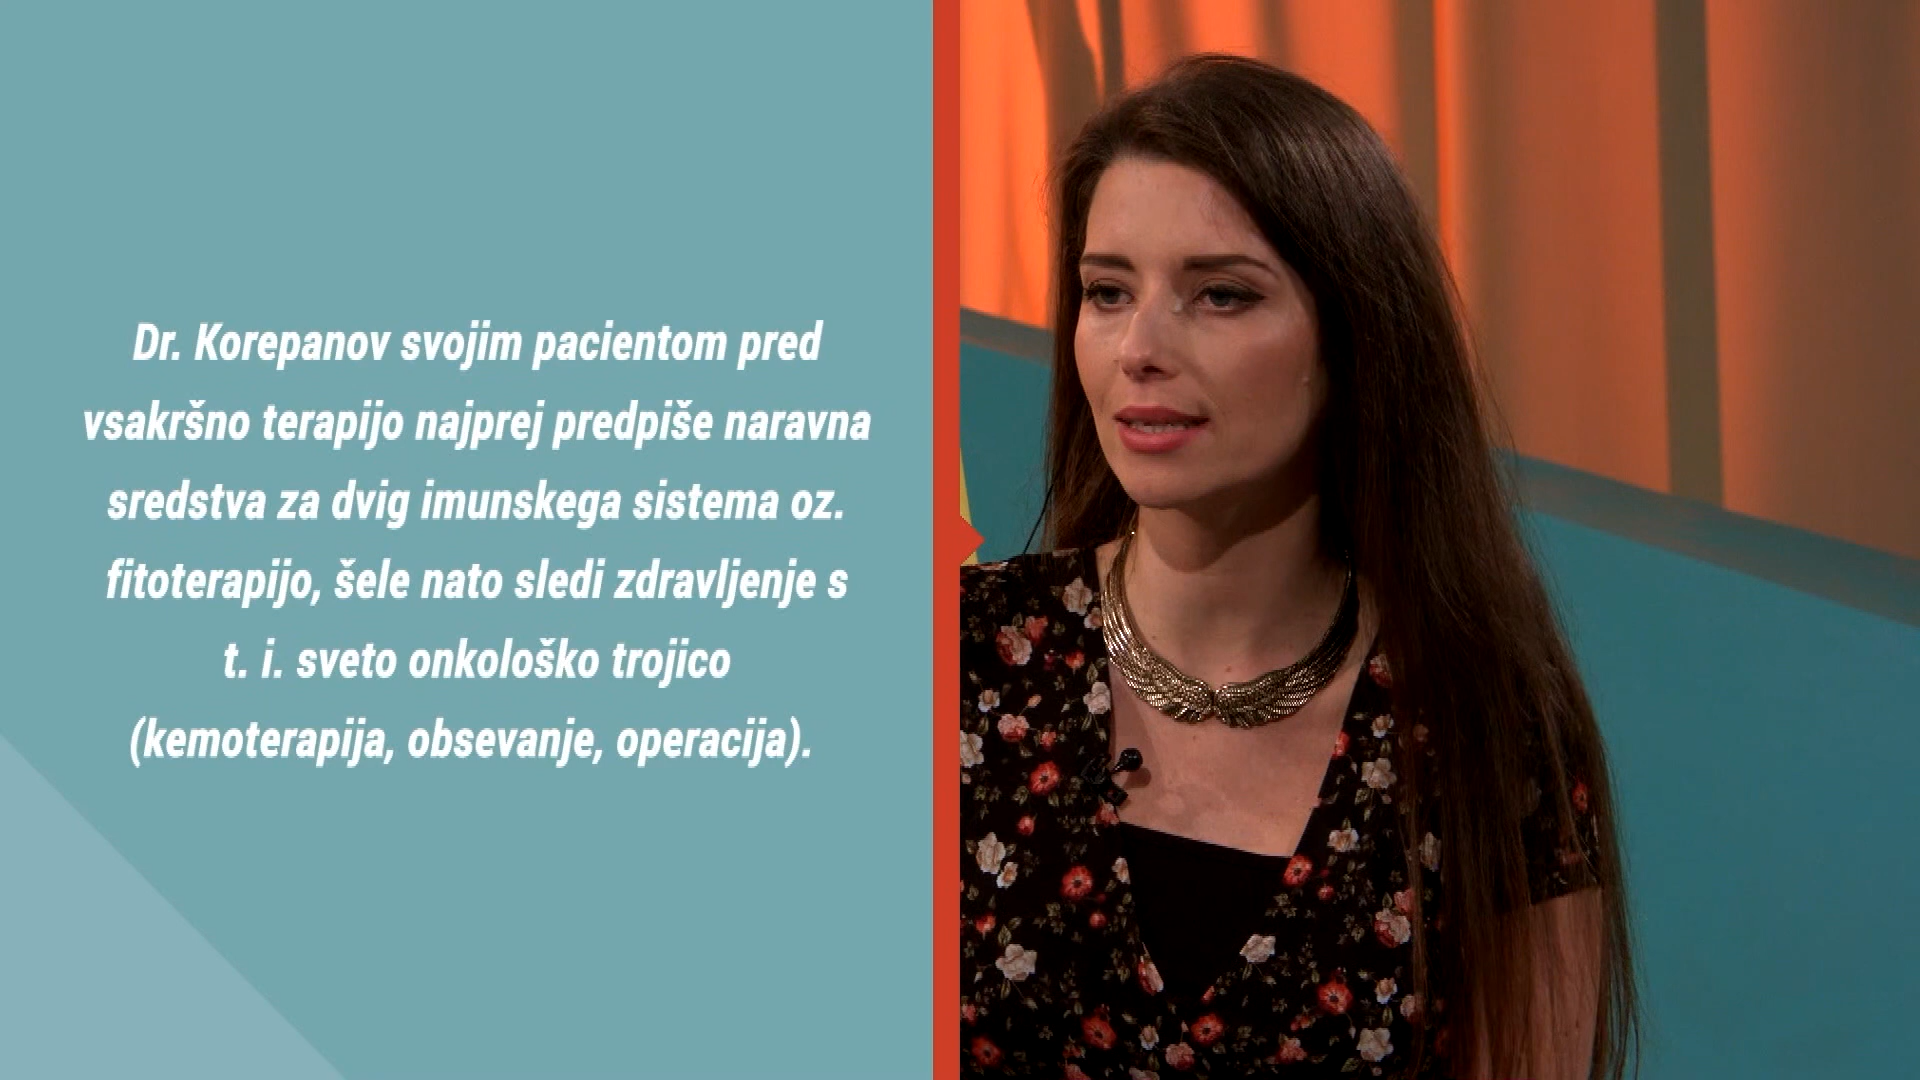 Dr. Korepanov svojim pacientom pred
vsakršno terapijo najprej predpiše naravna
sredstva za dvig imunskega sistema oz.
fitoterapijo, šele nato sledi zdravljenje s
t. i. sveto onkološko trojico
(kemoterapija, obsevanje, operacija).